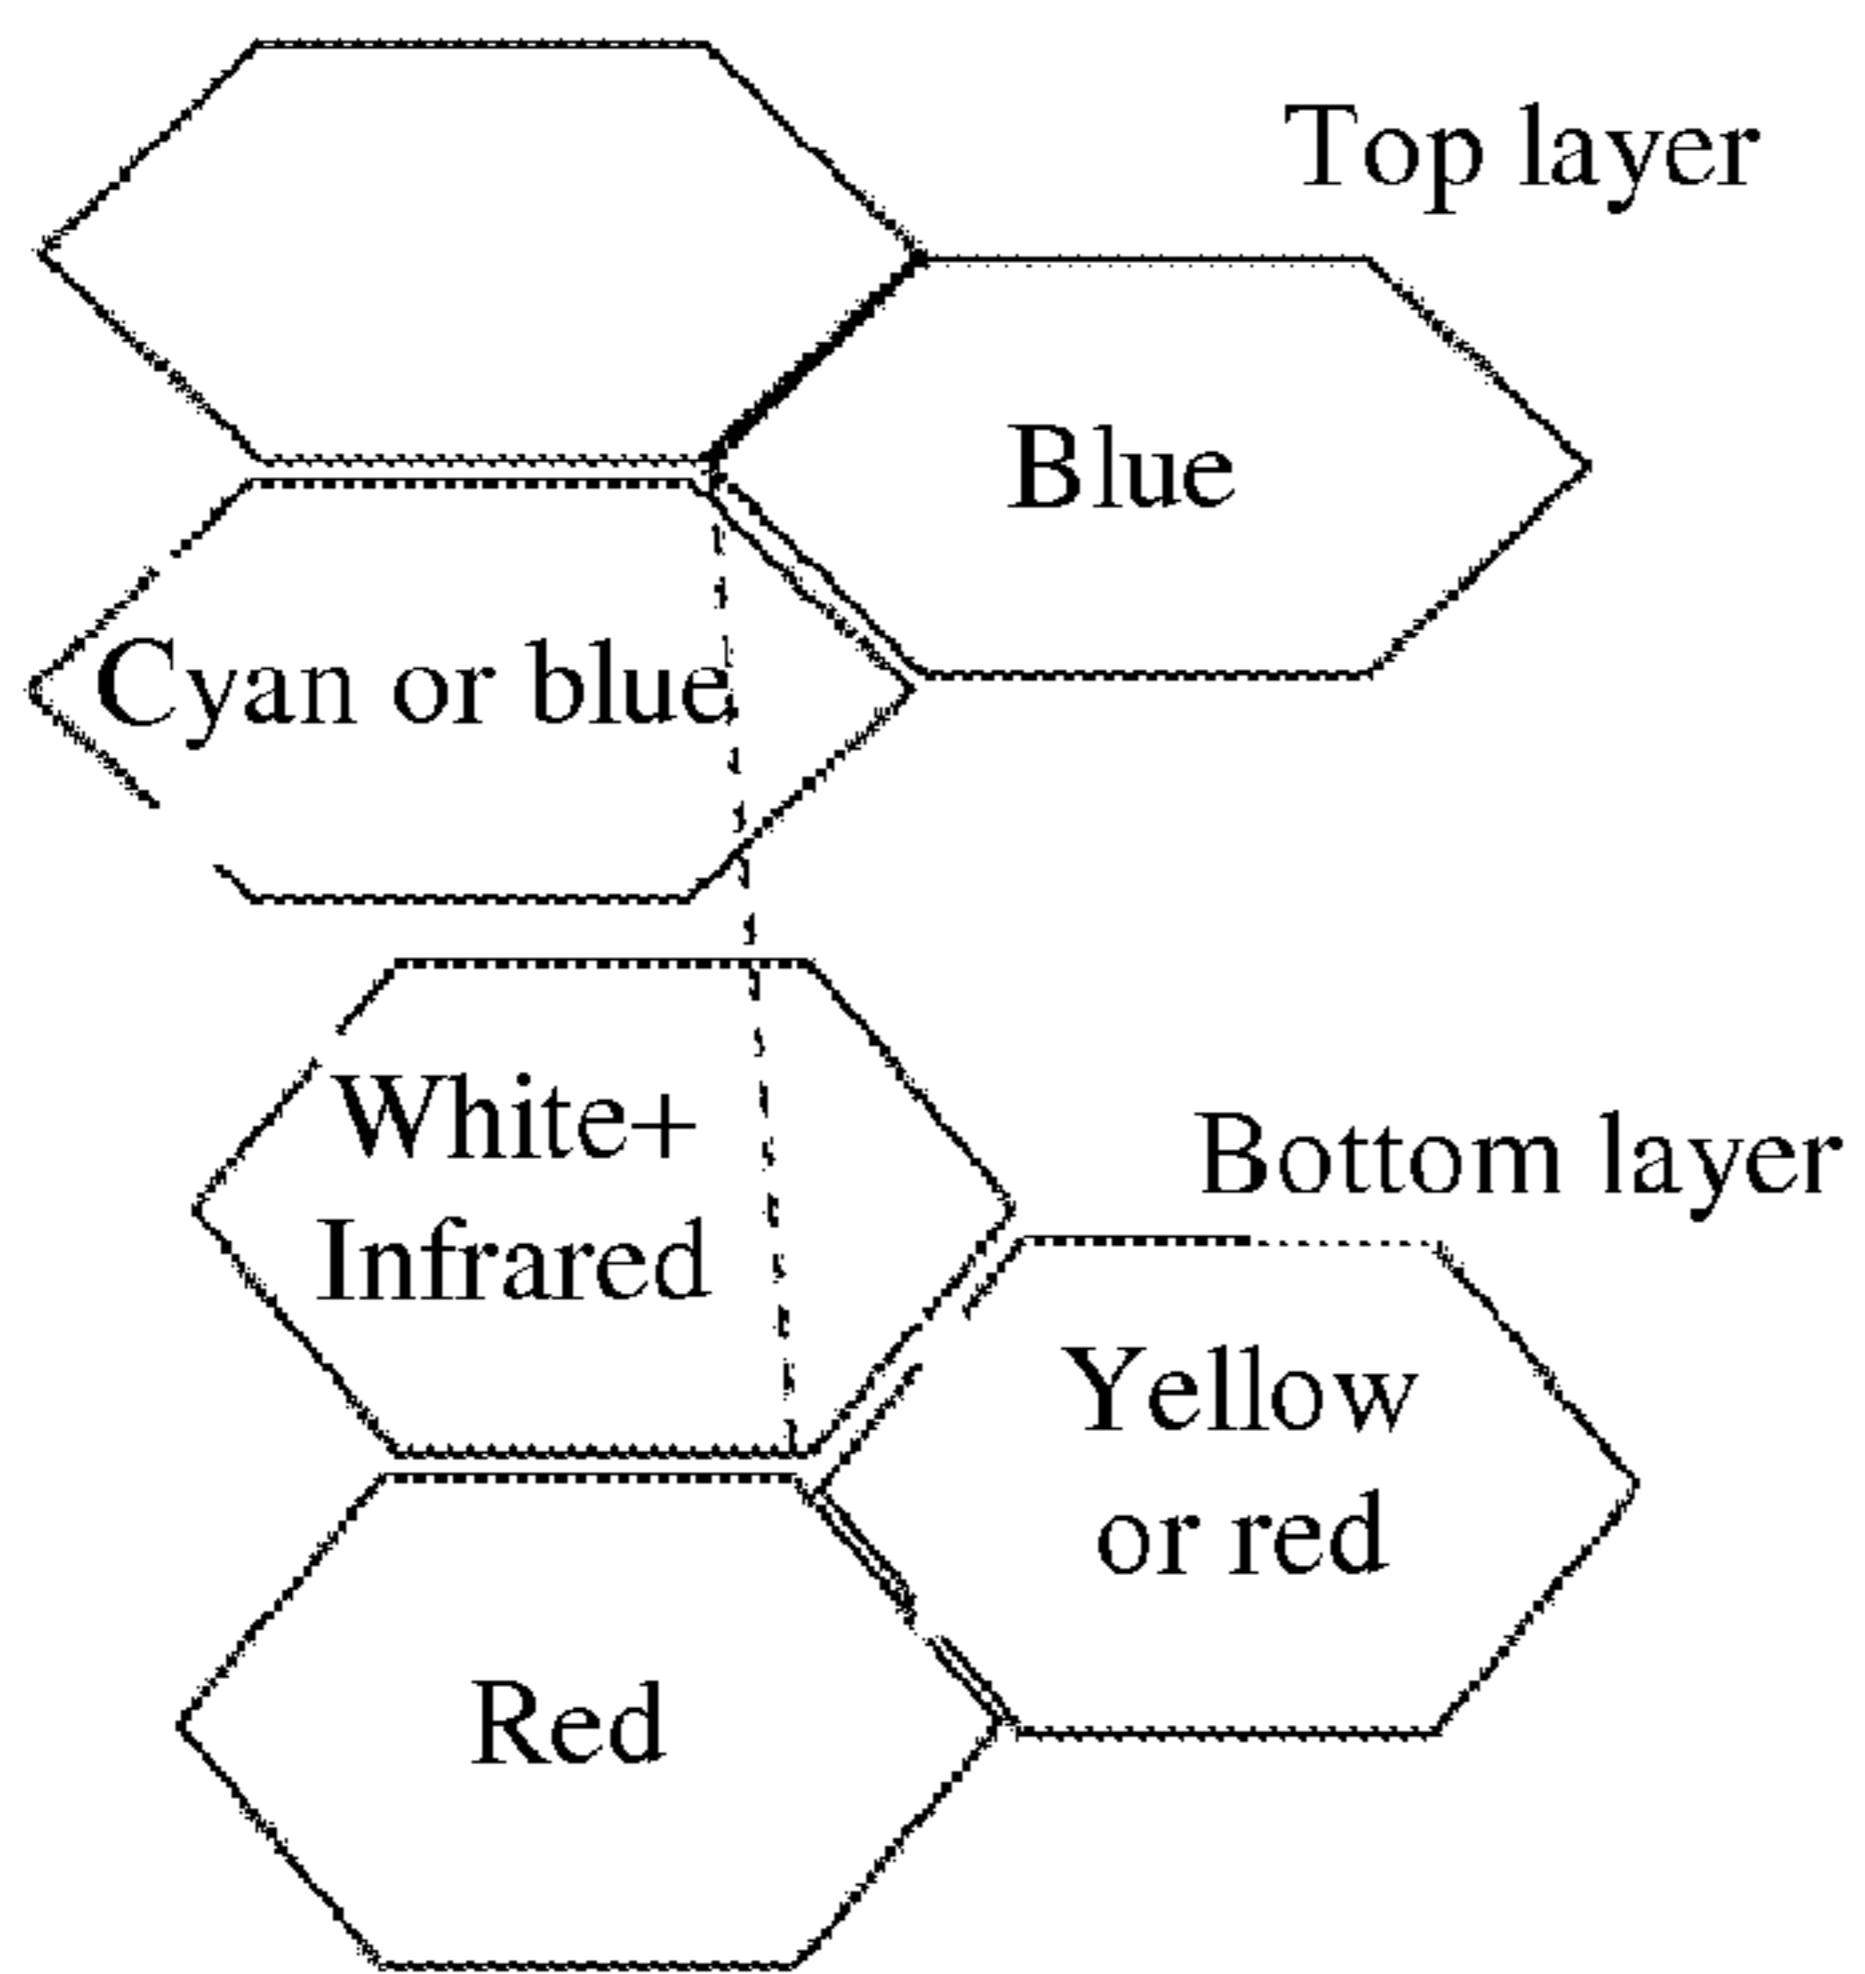 Top layer
Blue
Cyan or blue
White+
Infrared
Bottom layer
Yellow
or red
Red